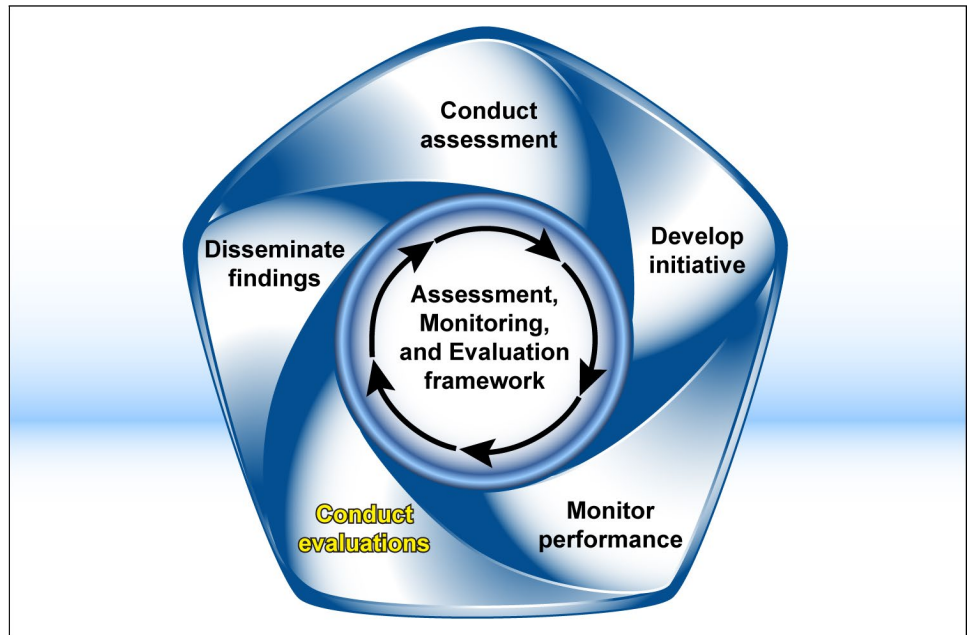 Conduct
assessment
Develop
initiative
Monitor
performance
Conduct
evaluations
Disseminate
findings
Assessment,
Monitoring,
and Evaluation
framework